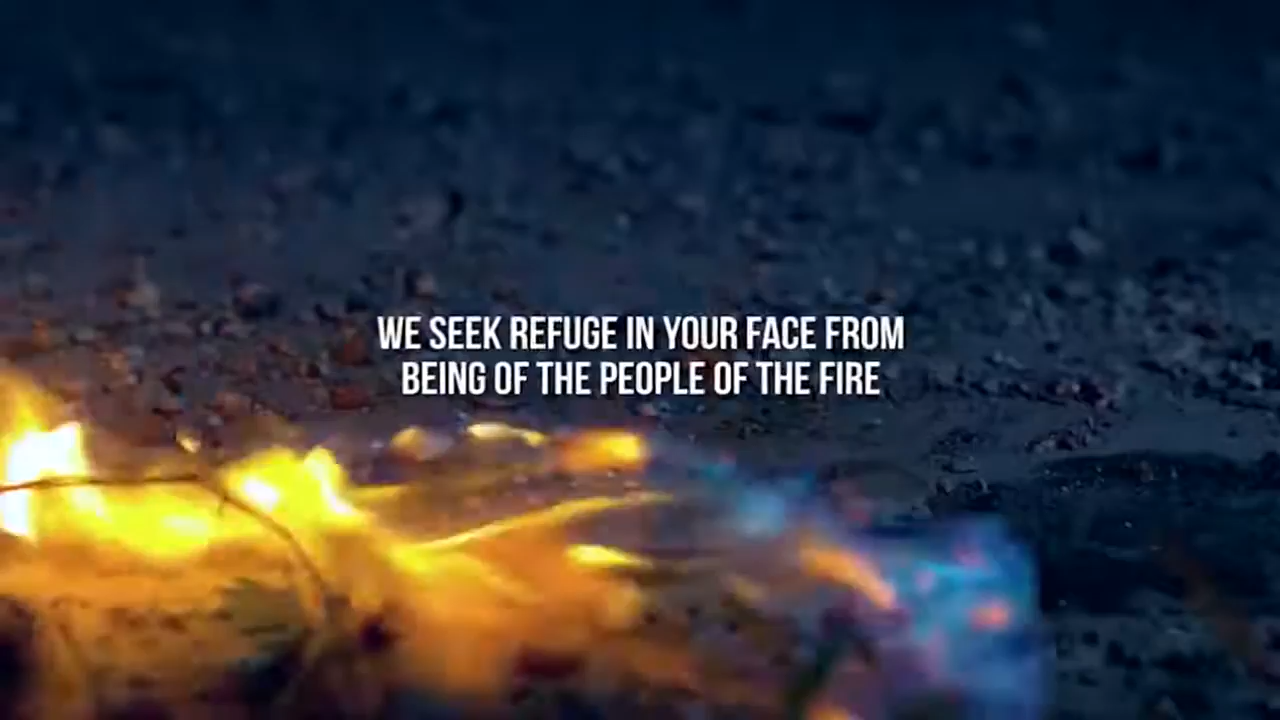 WE SEEK REFUGE IN YOUR FACE FROM
BEING OF THE PEOPLE OF THE FIRE